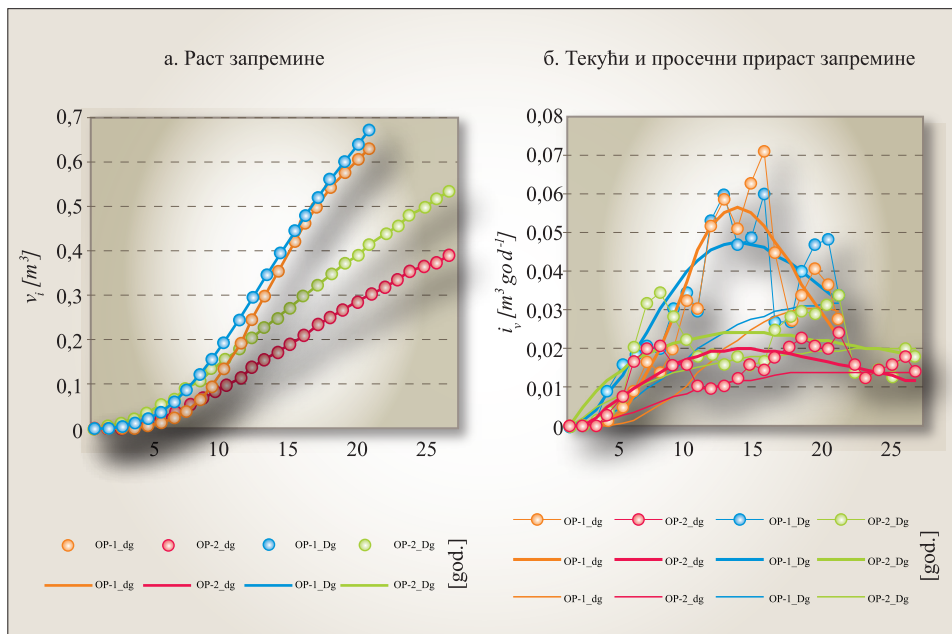 а. Раст запремине
б. Текући и просечни прираст запремине
0,7
0,6
0,5
0,4
0,3
0,2
0,1
0
v_i [m³]
5
10
15
20
25
0,08
0,07
0,06
0,05
0,04
0,03
0,02
0,01
0
i_v [m³ god⁻¹]
5
10
15
20
25
OP-1_dg OP-2_dg OP-1_Dg OP-2_Dg
OP-1_dg OP-2_dg OP-1_Dg OP-2_Dg
[god.]
OP-1_dg OP-2_dg OP-1_Dg OP-2_Dg
OP-1_dg OP-2_dg OP-1_Dg OP-2_Dg
OP-1_dg OP-2_dg OP-1_Dg OP-2_Dg
[god.]